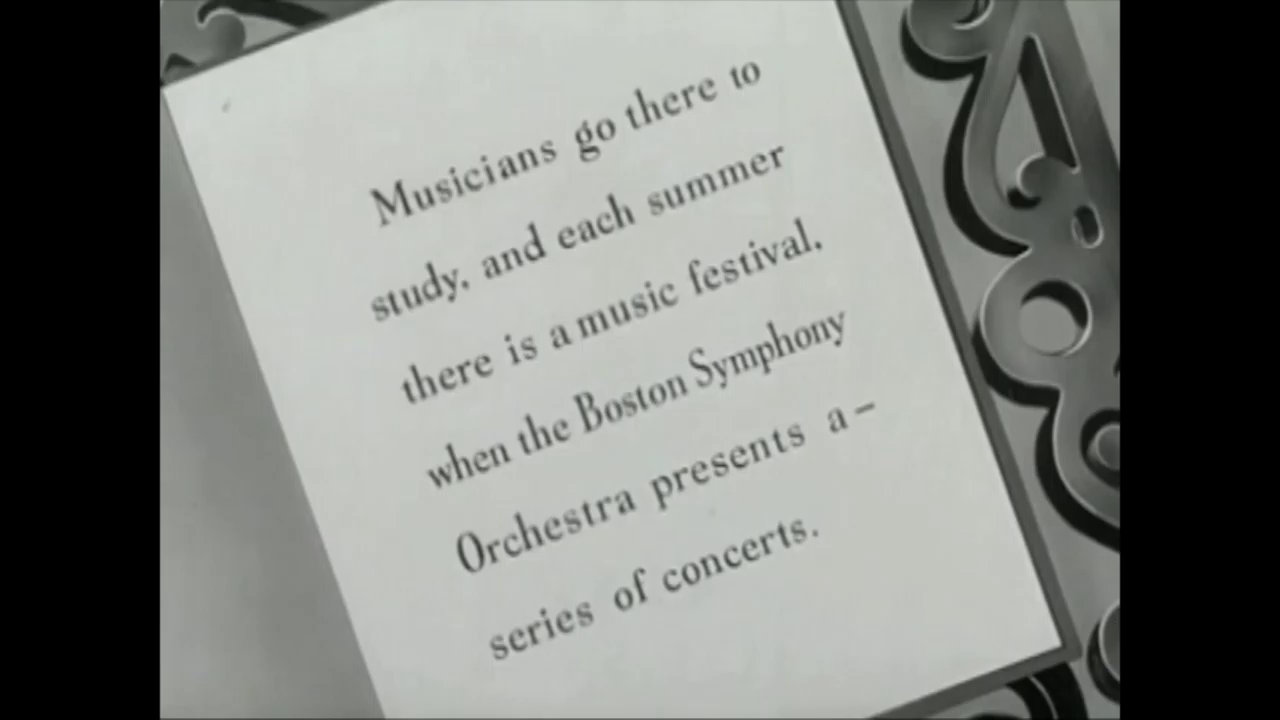 Musicians go there to
study, and each summer
there is a music festival,
when the Boston Symphony
Orchestra presents a –
series of concerts.